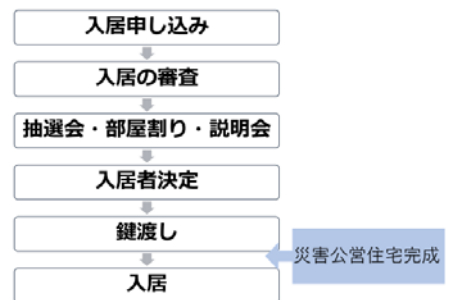 入居申し込み
入居の審査
抽選会・部屋割り・説明会
入居者決定
鍵渡し
災害公営住宅完成
入居